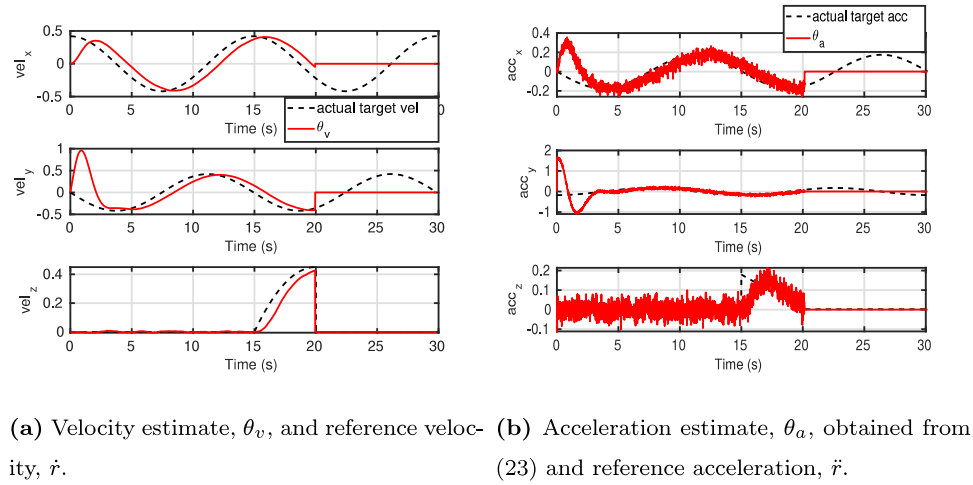 0.5
0
-0.5
vel_x
0 5 10 15 20 25 30
Time (s)
actual target vel
θ_v
1
0.5
0
-0.5
vel_y
0 5 10 15 20 25 30
Time (s)
0.4
0.2
0
vel_z
0 5 10 15 20 25 30
Time (s)
(a) Velocity estimate, θ_v, and reference veloc-
ity, ṙ.
actual target acc
θ_a
0.4
0.2
0
-0.2
acc_x
0 5 10 15 20 25 30
Time (s)
2
1
0
-1
acc_y
0 5 10 15 20 25 30
Time (s)
0.2
0.1
0
-0.1
acc_z
0 5 10 15 20 25 30
Time (s)
(b) Acceleration estimate, θ_a, obtained from
(23) and reference acceleration, r̈.